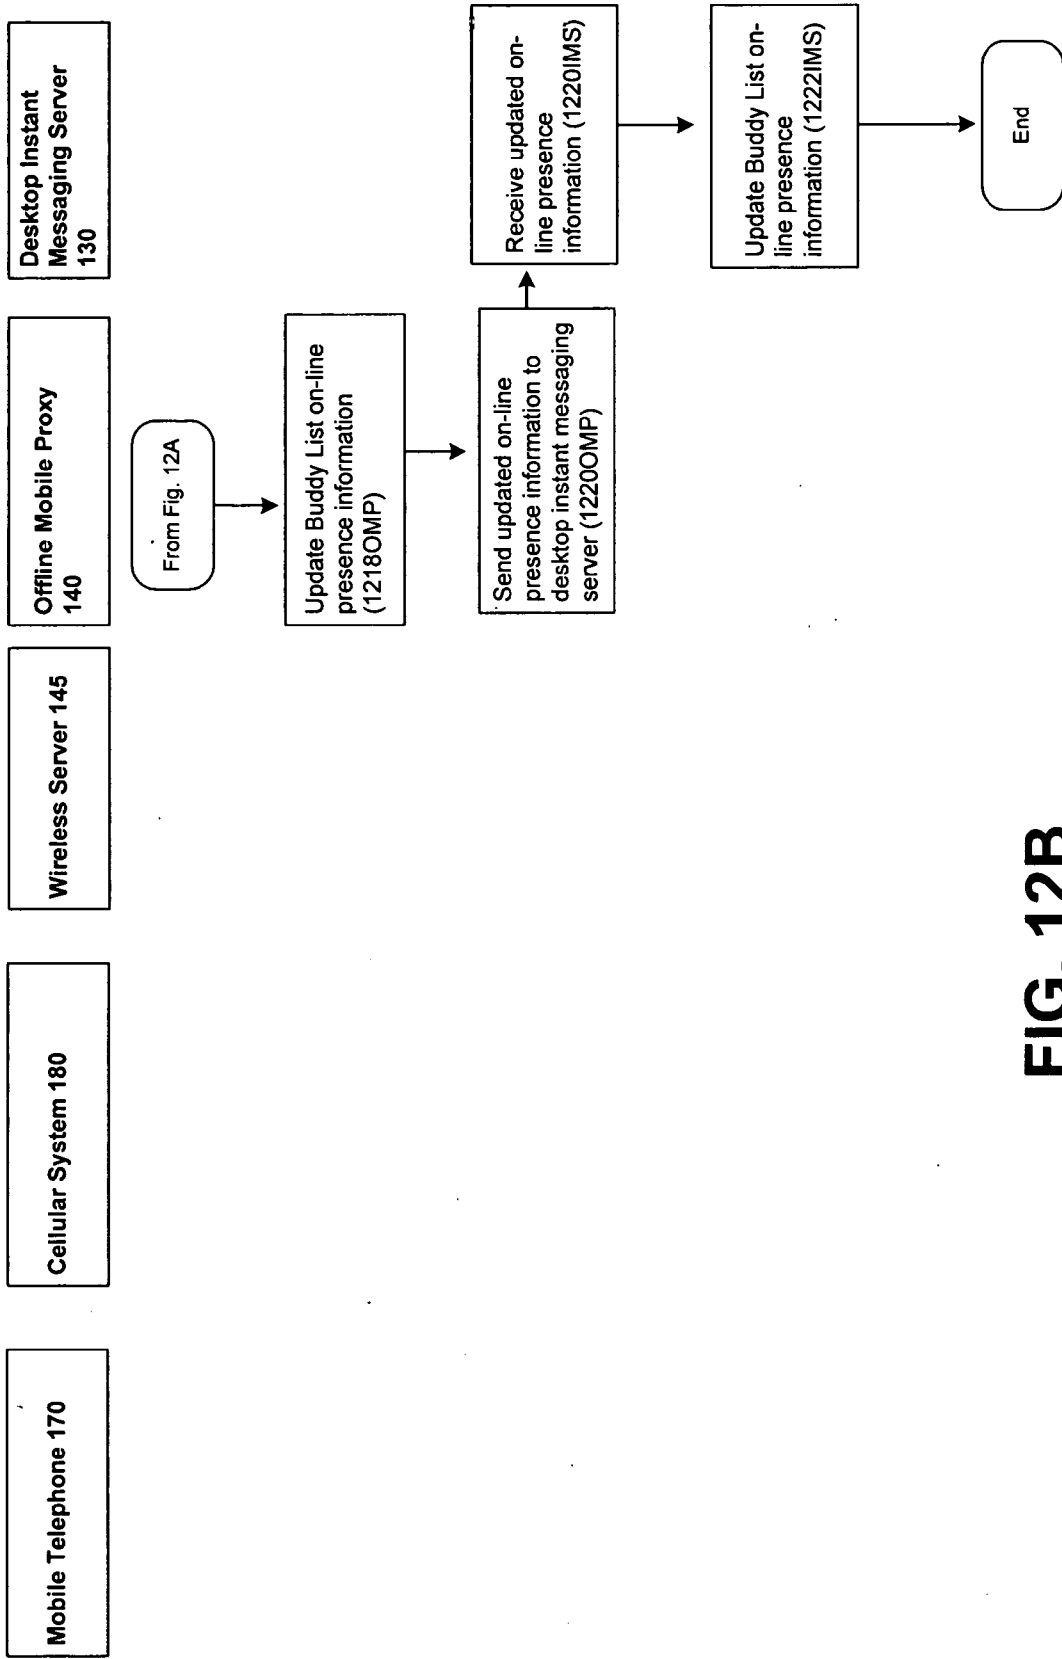 Mobile Telephone 170
Cellular System 180
Wireless Server 145
Offline Mobile Proxy
140
Desktop Instant
Messaging Server
130
From Fig. 12A
Update Buddy List on-line
presence information
(1218OMP)
Send updated on-line
presence information to
desktop instant messaging
server (1220OMP)
Receive updated on-
line presence
information (1220IMS)
Update Buddy List on-
line presence
information (1222IMS)
End
FIG. 12B